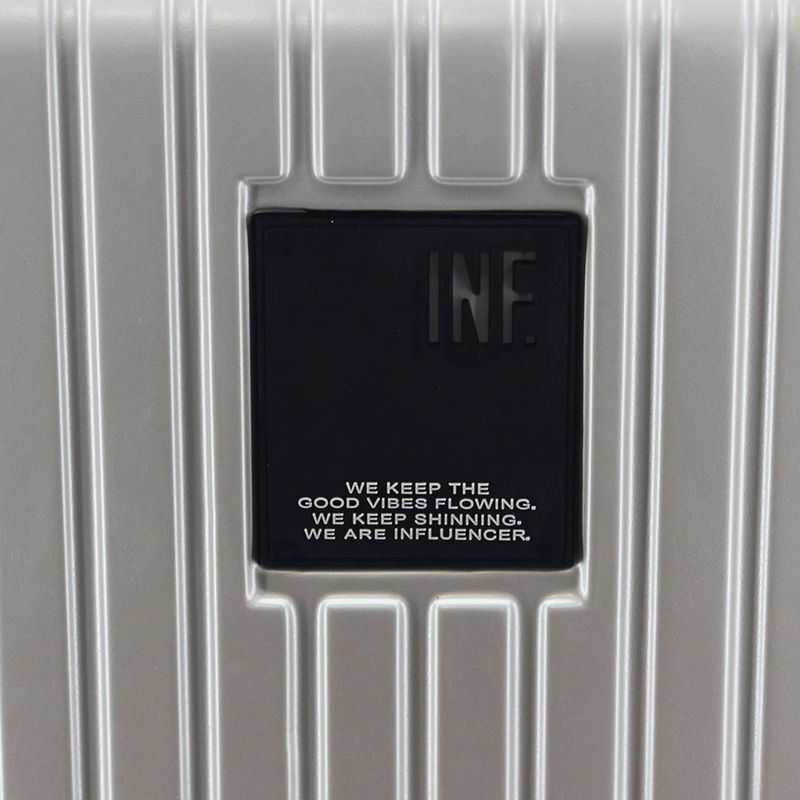 INF.
WE KEEP THE
GOOD VIBES FLOWING.
WE KEEP SHINNING.
WE ARE INFLUENCER.